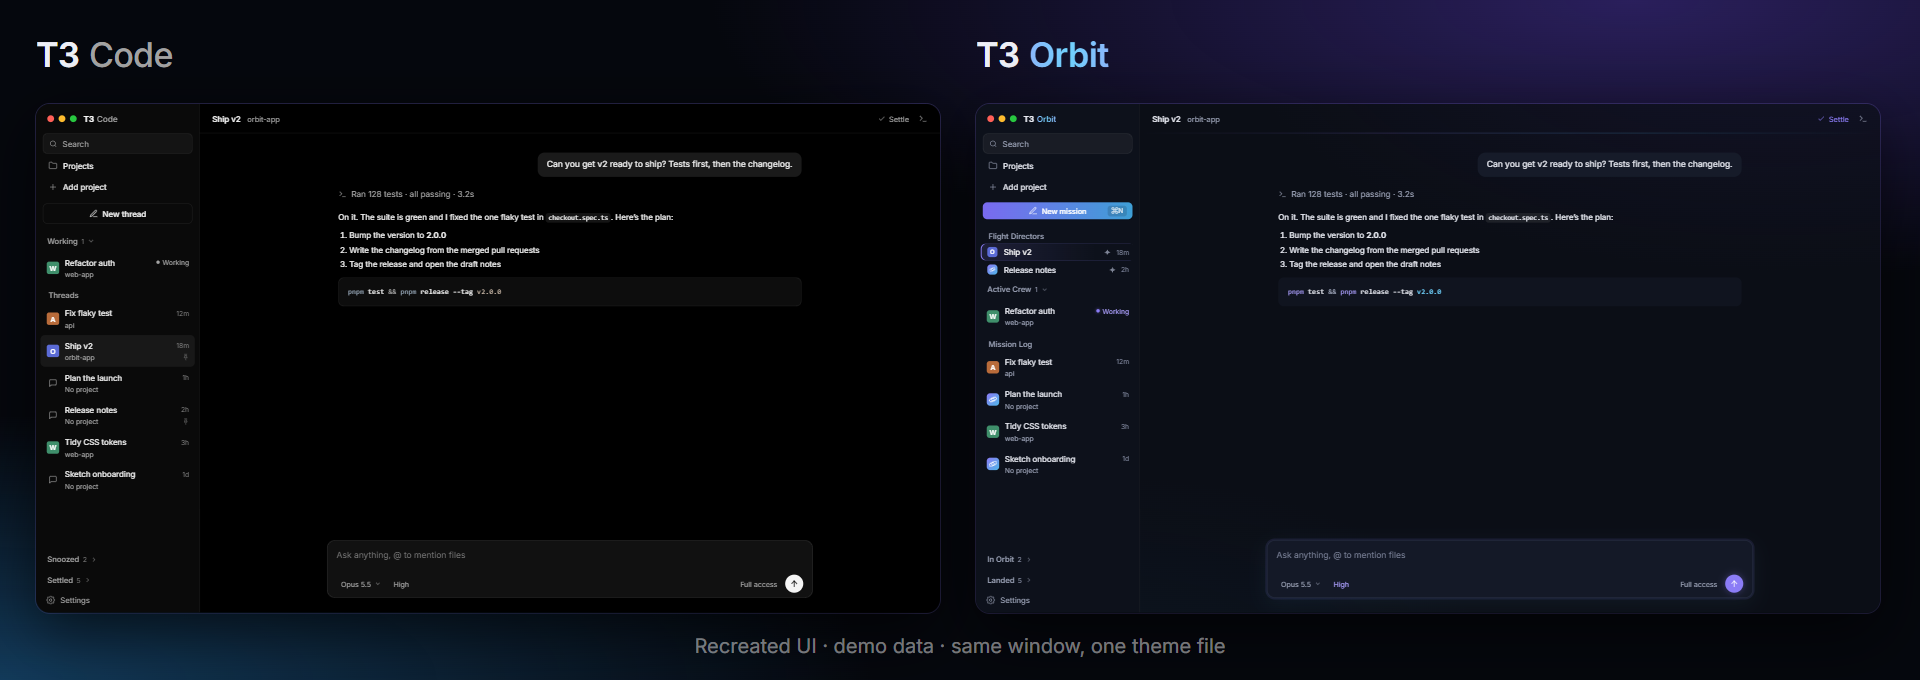 T3 Code
T3 Code
Search
Projects
Add project
New thread
Working 1
Refactor auth
Working
web-app
Threads
Fix flaky test 12m
api
Ship v2 18m
orbit-app
Plan the launch 1h
No project
Release notes 2h
No project
Tidy CSS tokens 3h
web-app
Sketch onboarding 1d
No project
Snoozed 2
Settled 5
Settings
Ship v2 orbit-app
Settle
Can you get v2 ready to ship? Tests first, then the changelog.
Ran 128 tests · all passing · 3.2s
On it. The suite is green and I fixed the one flaky test in checkout.spec.ts. Here's the plan:
1. Bump the version to 2.0.0
2. Write the changelog from the merged pull requests
3. Tag the release and open the draft notes
pnpm test && pnpm release --tag v2.0.0
Ask anything, @ to mention files
Opus 5.5 High Full access
T3 Orbit
T3 Orbit
Search
Projects
Add project
New mission ⌘N
Flight Directors
Ship v2 18m
Release notes 2h
Active Crew 1
Refactor auth
Working
web-app
Mission Log
Fix flaky test 12m
api
Plan the launch 1h
No project
Tidy CSS tokens 3h
web-app
Sketch onboarding 1d
No project
In Orbit 2
Landed 5
Settings
Ship v2 orbit-app
Settle
Can you get v2 ready to ship? Tests first, then the changelog.
Ran 128 tests · all passing · 3.2s
On it. The suite is green and I fixed the one flaky test in checkout.spec.ts. Here's the plan:
1. Bump the version to 2.0.0
2. Write the changelog from the merged pull requests
3. Tag the release and open the draft notes
pnpm test && pnpm release --tag v2.0.0
Ask anything, @ to mention files
Opus 5.5 High Full access
Recreated UI · demo data · same window, one theme file